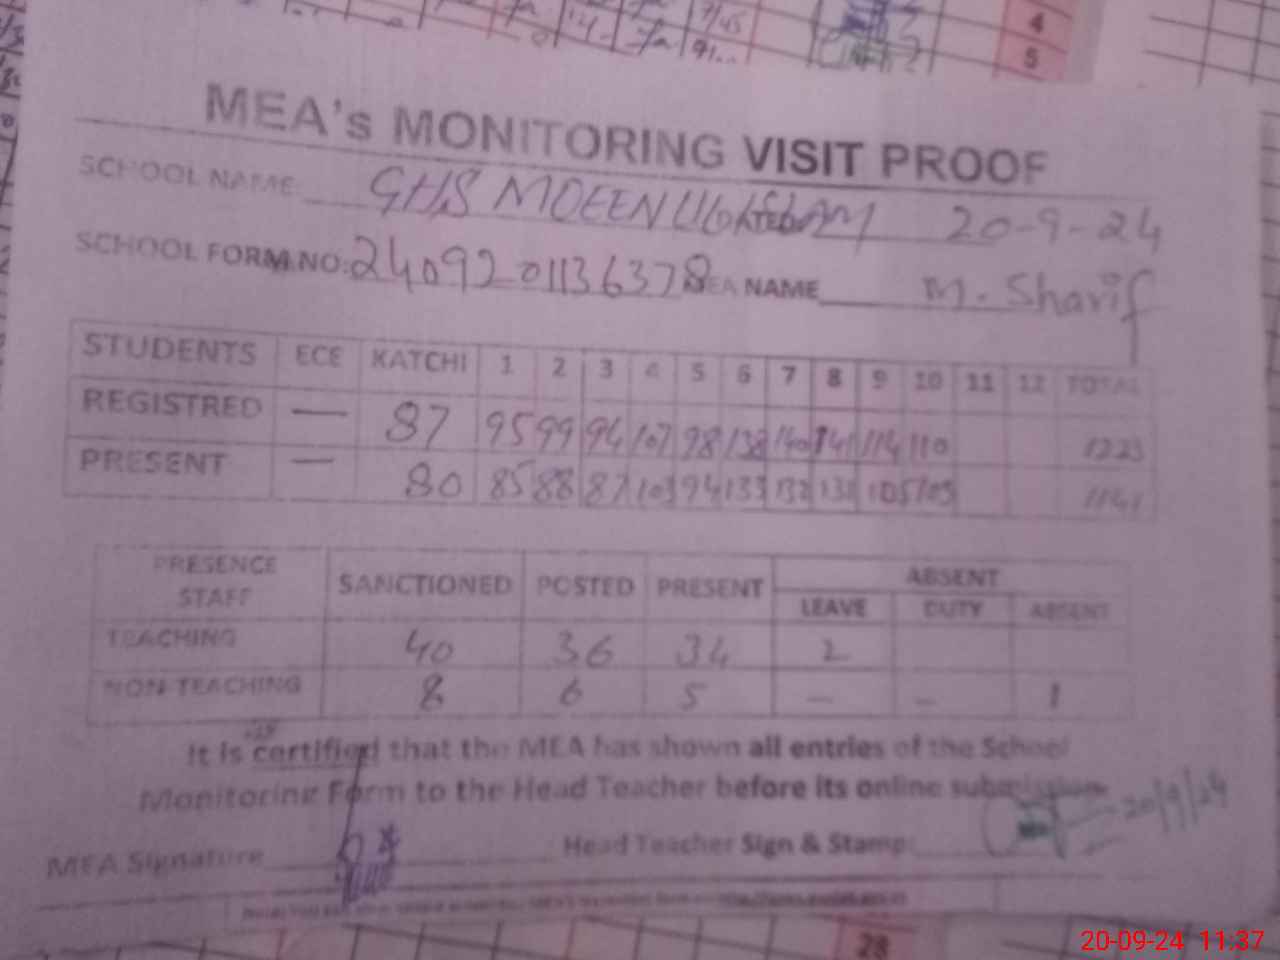 4
5
MEA's MONITORING VISIT PROOF
SCHOOL NAME: GHS MOEEN UL ISLAM 20-9-24
SCHOOL FORM NO: 2409201136378 MEA NAME M. Sharif
STUDENTS ECE KATCHI 1 2 3 4 5 6 7 8 9 10 11 12 TOTAL
REGISTRED — 87 95 99 94 107 98 138 140 141 114 110 1223
PRESENT — 80 85 88 87 103 94 133 132 105 1141
PRESENCE STAFF SANCTIONED POSTED PRESENT ABSENT
LEAVE DUTY ABSENT
TEACHING 40 36 34 2
NON-TEACHING 8 6 5 — — 1
It is certified that the MEA has shown all entries of the School
Monitoring Form to the Head Teacher before its online submission
MEA Signature Head Teacher Sign & Stamp: 20/9/24
28
20-09-24 11:37